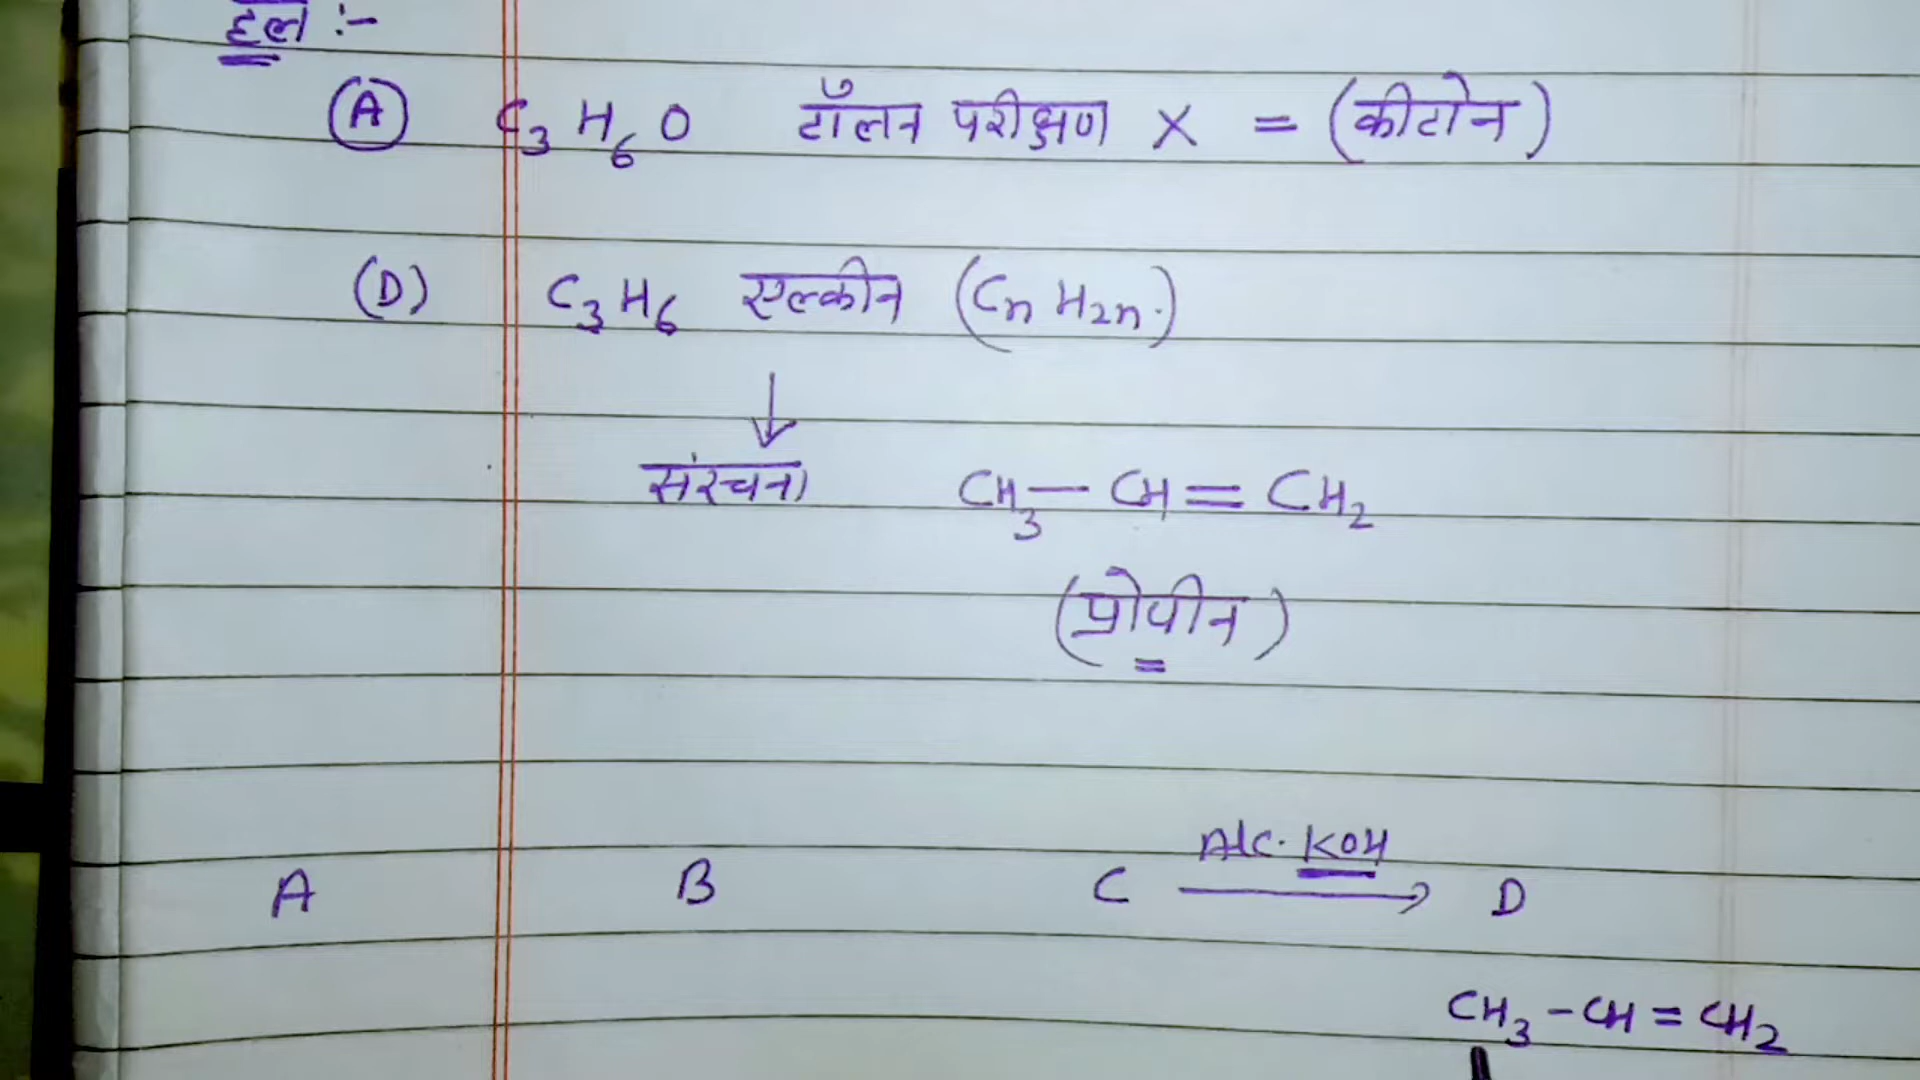 हल :-
(A) C3H6O टॉलन परीक्षण X = (कीटोन)
(D) C3H6 एल्कीन (CnH2n.)
↓
संरचना CH3 - CH = CH2
(प्रोपीन)
Alc. KOH
A B C → D
CH3 - CH = CH2